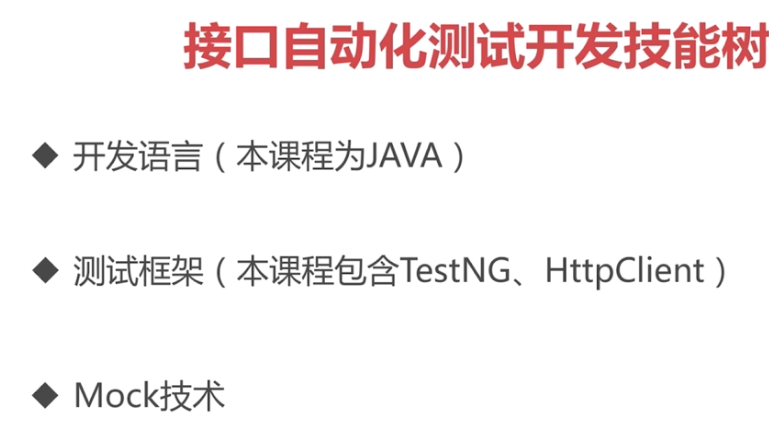 接口自动化测试开发技能树
◆ 开发语言（本课程为JAVA）
◆ 测试框架（本课程包含TestNG、HttpClient）
◆ Mock技术